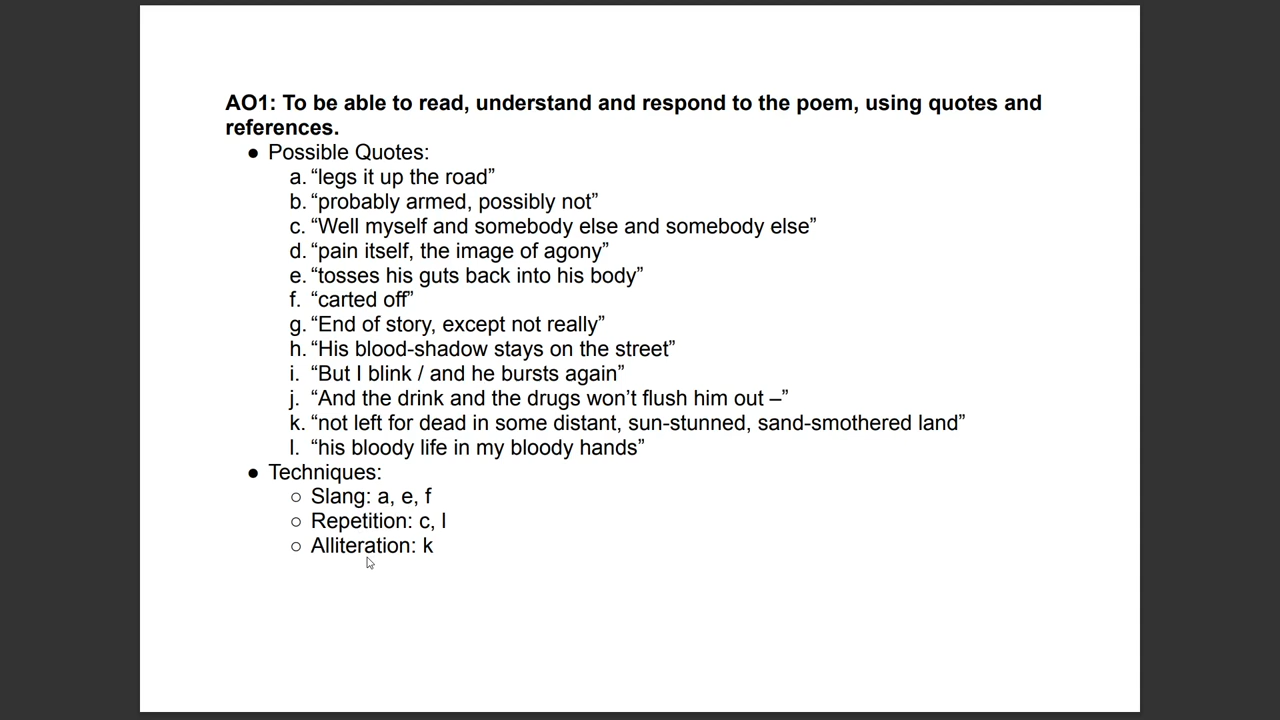 AO1: To be able to read, understand and respond to the poem, using quotes and
references.
● Possible Quotes:
a. “legs it up the road”
b. “probably armed, possibly not”
c. “Well myself and somebody else and somebody else”
d. “pain itself, the image of agony”
e. “tosses his guts back into his body”
f. “carted off”
g. “End of story, except not really”
h. “His blood-shadow stays on the street”
i. “But I blink / and he bursts again”
j. “And the drink and the drugs won’t flush him out –”
k. “not left for dead in some distant, sun-stunned, sand-smothered land”
l. “his bloody life in my bloody hands”
● Techniques:
○ Slang: a, e, f
○ Repetition: c, l
○ Alliteration: k